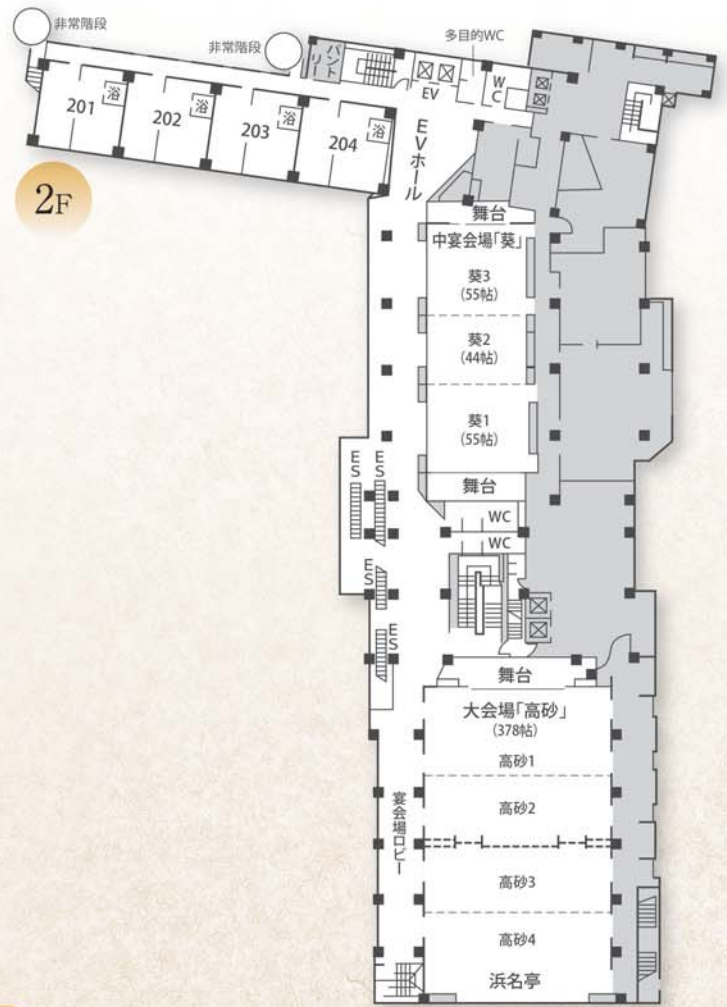 非常階段
非常階段
パントリー
多目的WC
WC
EV
201
浴
202
浴
203
浴
204
浴
EVホール
2F
舞台
中宴会場「葵」
葵3
(55帖)
葵2
(44帖)
葵1
(55帖)
舞台
ES
ES
WC
WC
ES
ES
舞台
大会場「高砂」
(378帖)
高砂1
高砂2
宴会場ロビー
高砂3
高砂4
浜名亭